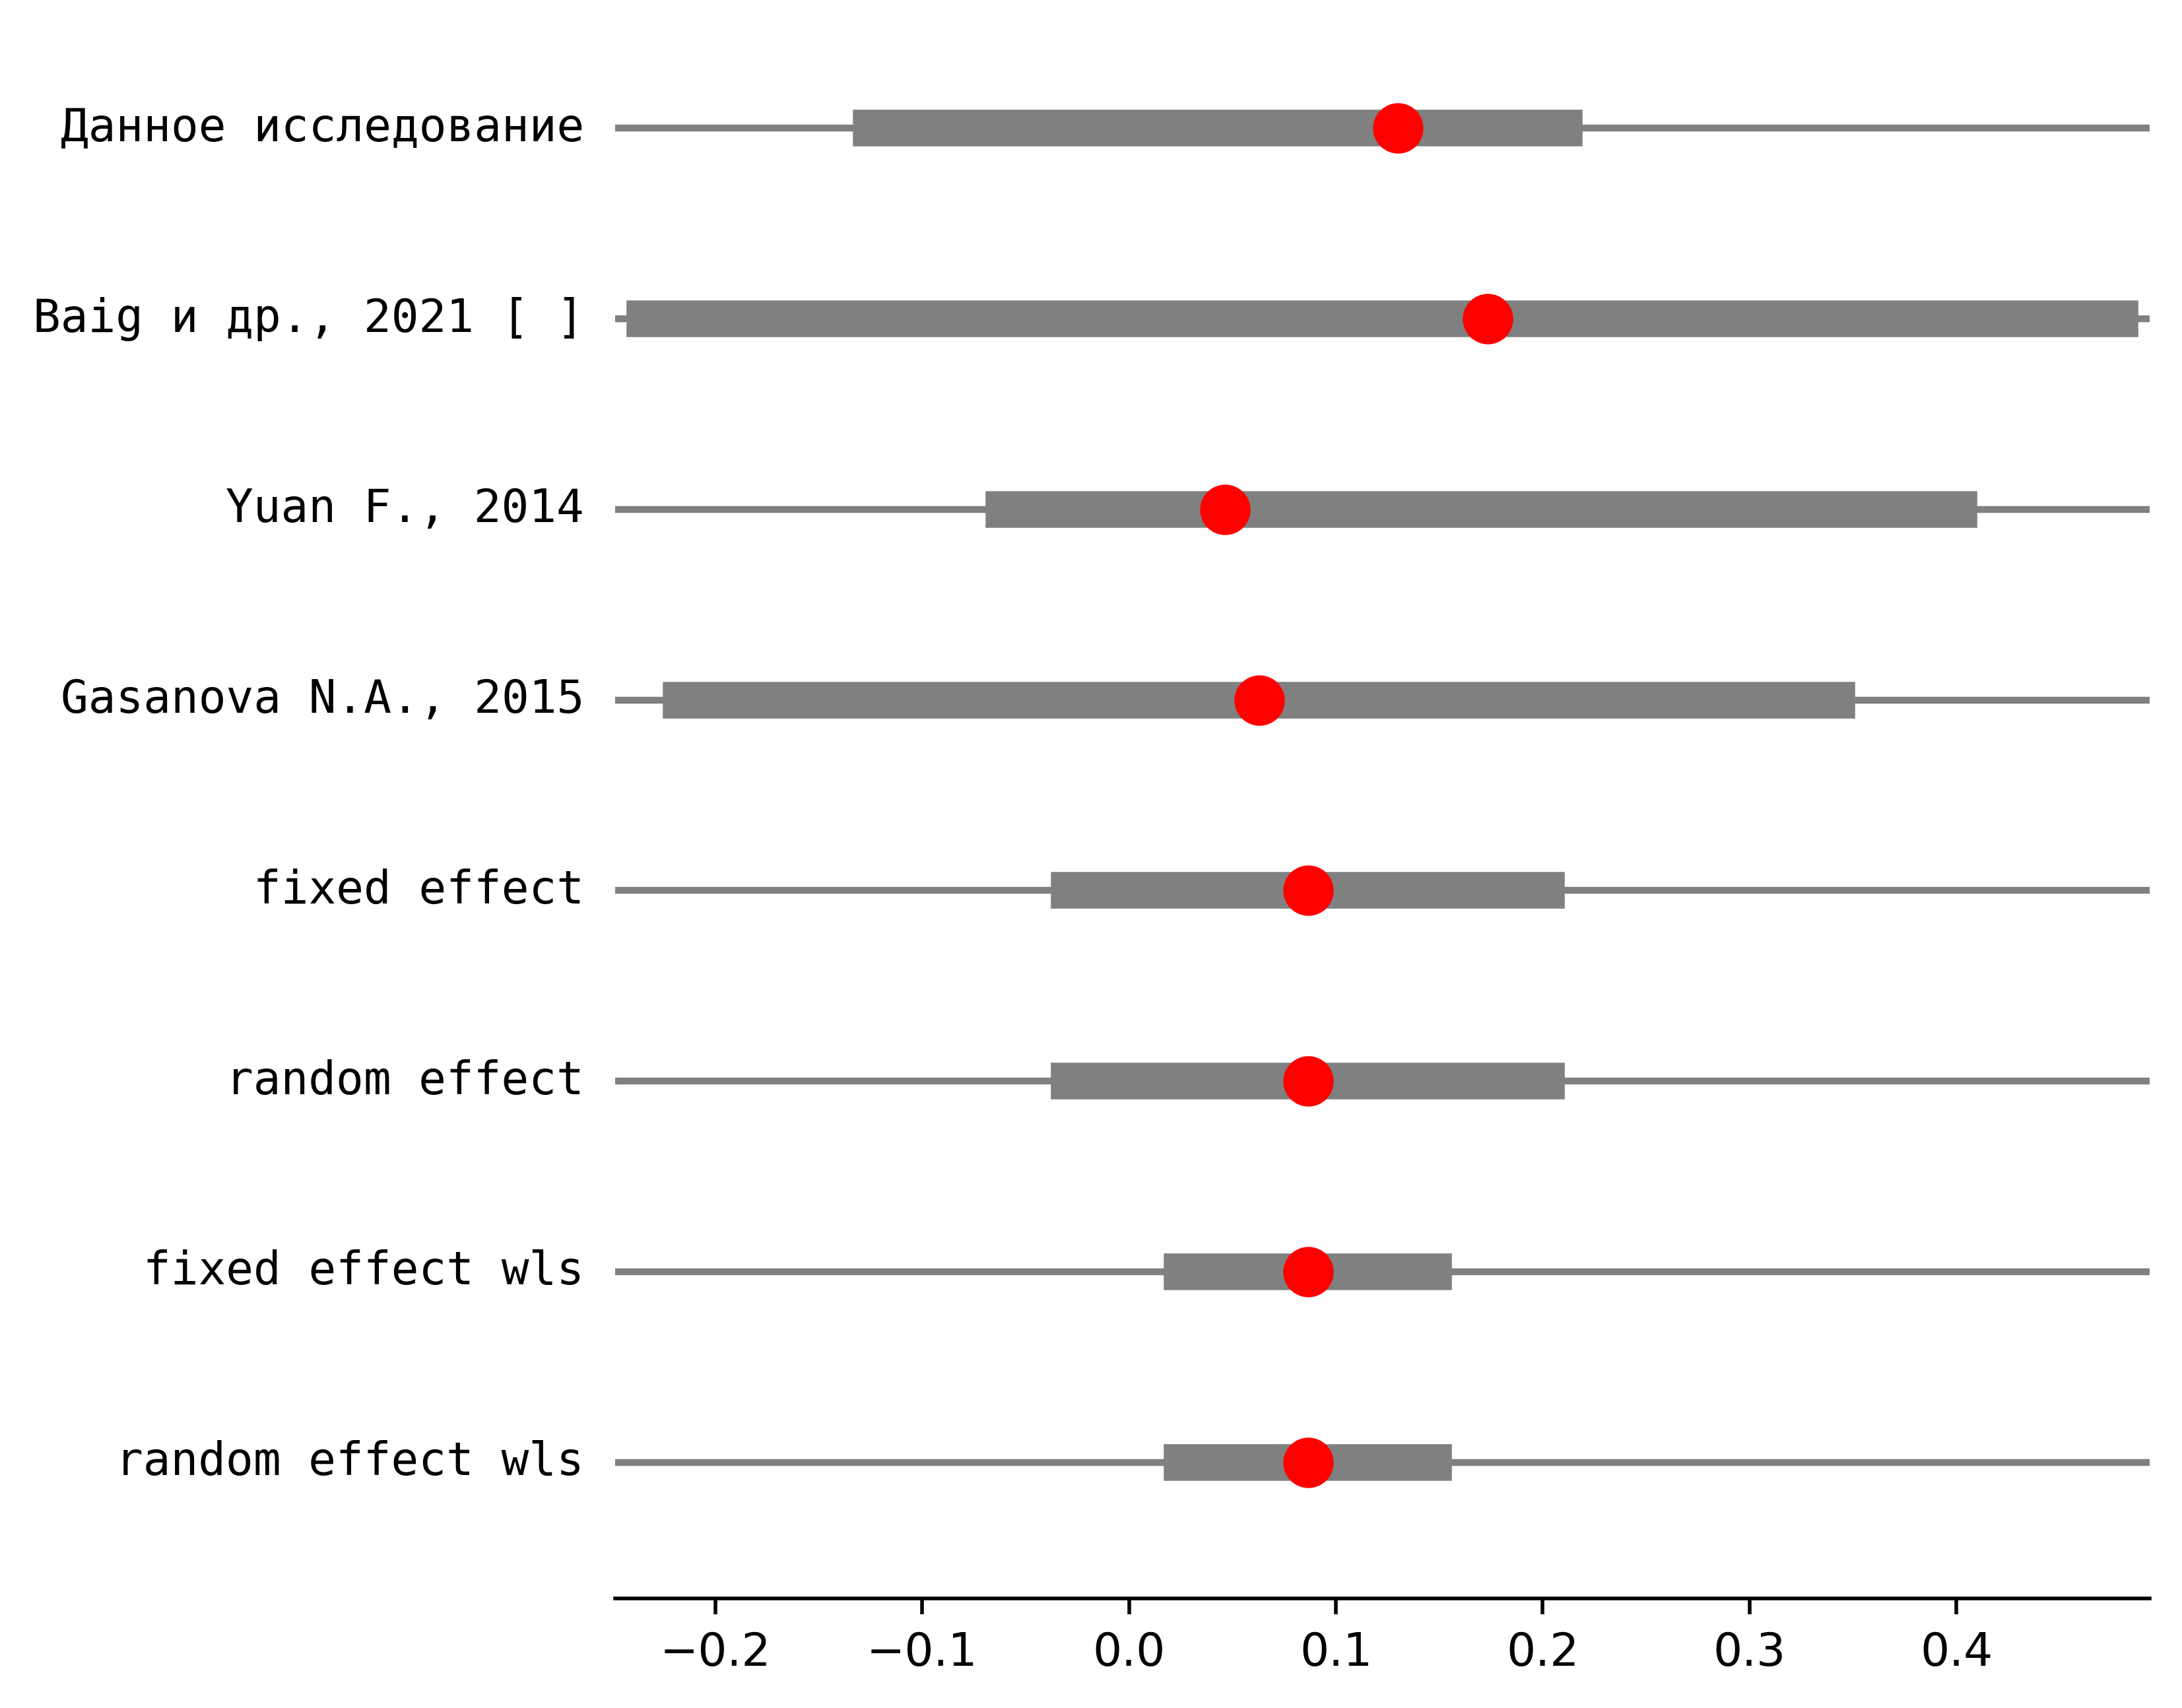 Данное исследование
Baig и др., 2021 [ ]
Yuan F., 2014
Gasanova N.A., 2015
fixed effect
random effect
fixed effect wls
random effect wls
−0.2 −0.1 0.0 0.1 0.2 0.3 0.4